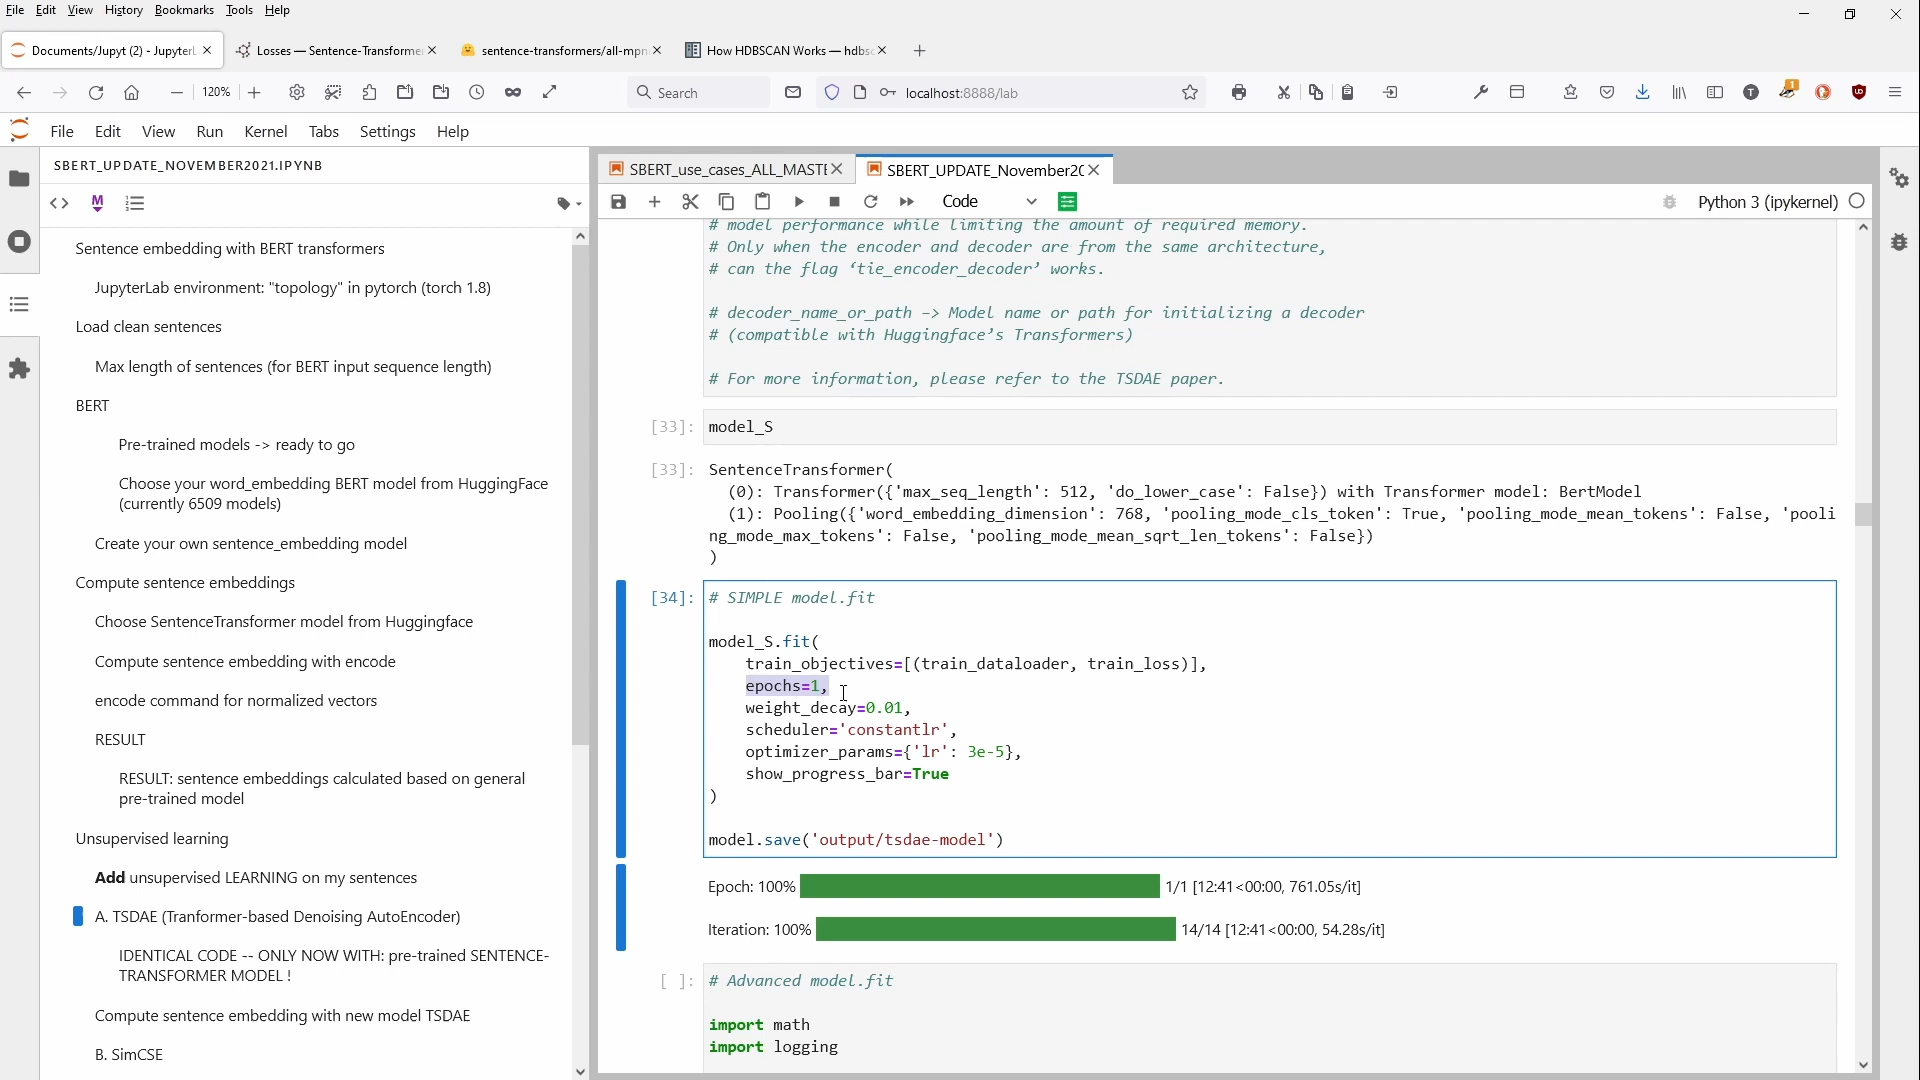 File Edit View History Bookmarks Tools Help
Documents/Jupyt (2) - JupyterL
Losses — Sentence-Transforme
sentence-transformers/all-mpn
How HDBSCAN Works — hdbsc
120%
Search
localhost:8888/lab
File Edit View Run Kernel Tabs Settings Help
SBERT_UPDATE_NOVEMBER2021.IPYNB
Sentence embedding with BERT transformers
JupyterLab environment: "topology" in pytorch (torch 1.8)
Load clean sentences
Max length of sentences (for BERT input sequence length)
BERT
Pre-trained models -> ready to go
Choose your word_embedding BERT model from HuggingFace
(currently 6509 models)
Create your own sentence_embedding model
Compute sentence embeddings
Choose SentenceTransformer model from Huggingface
Compute sentence embedding with encode
encode command for normalized vectors
RESULT
RESULT: sentence embeddings calculated based on general
pre-trained model
Unsupervised learning
Add unsupervised LEARNING on my sentences
A. TSDAE (Tranformer-based Denoising AutoEncoder)
IDENTICAL CODE -- ONLY NOW WITH: pre-trained SENTENCE-
TRANSFORMER MODEL !
Compute sentence embedding with new model TSDAE
B. SimCSE
SBERT_use_cases_ALL_MASTE
SBERT_UPDATE_November20
Code
Python 3 (ipykernel)
# model performance while limiting the amount of required memory.
# Only when the encoder and decoder are from the same architecture,
# can the flag ‘tie_encoder_decoder’ works.
# decoder_name_or_path –> Model name or path for initializing a decoder
# (compatible with Huggingface’s Transformers)
# For more information, please refer to the TSDAE paper.
[33]: model_S
[33]: SentenceTransformer(
(0): Transformer({'max_seq_length': 512, 'do_lower_case': False}) with Transformer model: BertModel
(1): Pooling({'word_embedding_dimension': 768, 'pooling_mode_cls_token': True, 'pooling_mode_mean_tokens': False, 'pooli
ng_mode_max_tokens': False, 'pooling_mode_mean_sqrt_len_tokens': False})
)
[34]: # SIMPLE model.fit
model_S.fit(
train_objectives=[(train_dataloader, train_loss)],
epochs=1,
weight_decay=0.01,
scheduler='constantlr',
optimizer_params={'lr': 3e-5},
show_progress_bar=True
)
model.save('output/tsdae-model')
Epoch: 100% 1/1 [12:41<00:00, 761.05s/it]
Iteration: 100% 14/14 [12:41<00:00, 54.28s/it]
[ ]: # Advanced model.fit
import math
import logging